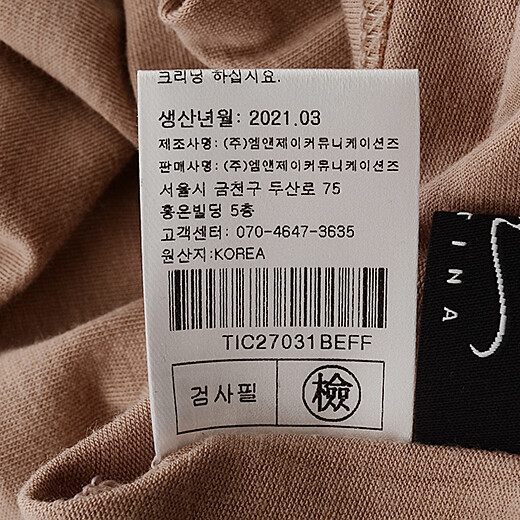 크리닝 하십시요.
생산년월: 2021.03
제조사명: (주)엠앤제이커뮤니케이션즈
판매사명: (주)엠앤제이커뮤니케이션즈
서울시 금천구 두산로 75
홍온빌딩 5층
고객센터: 070-4647-3635
원산지:KOREA
TIC27031BEFF
검사필 檢
TINA